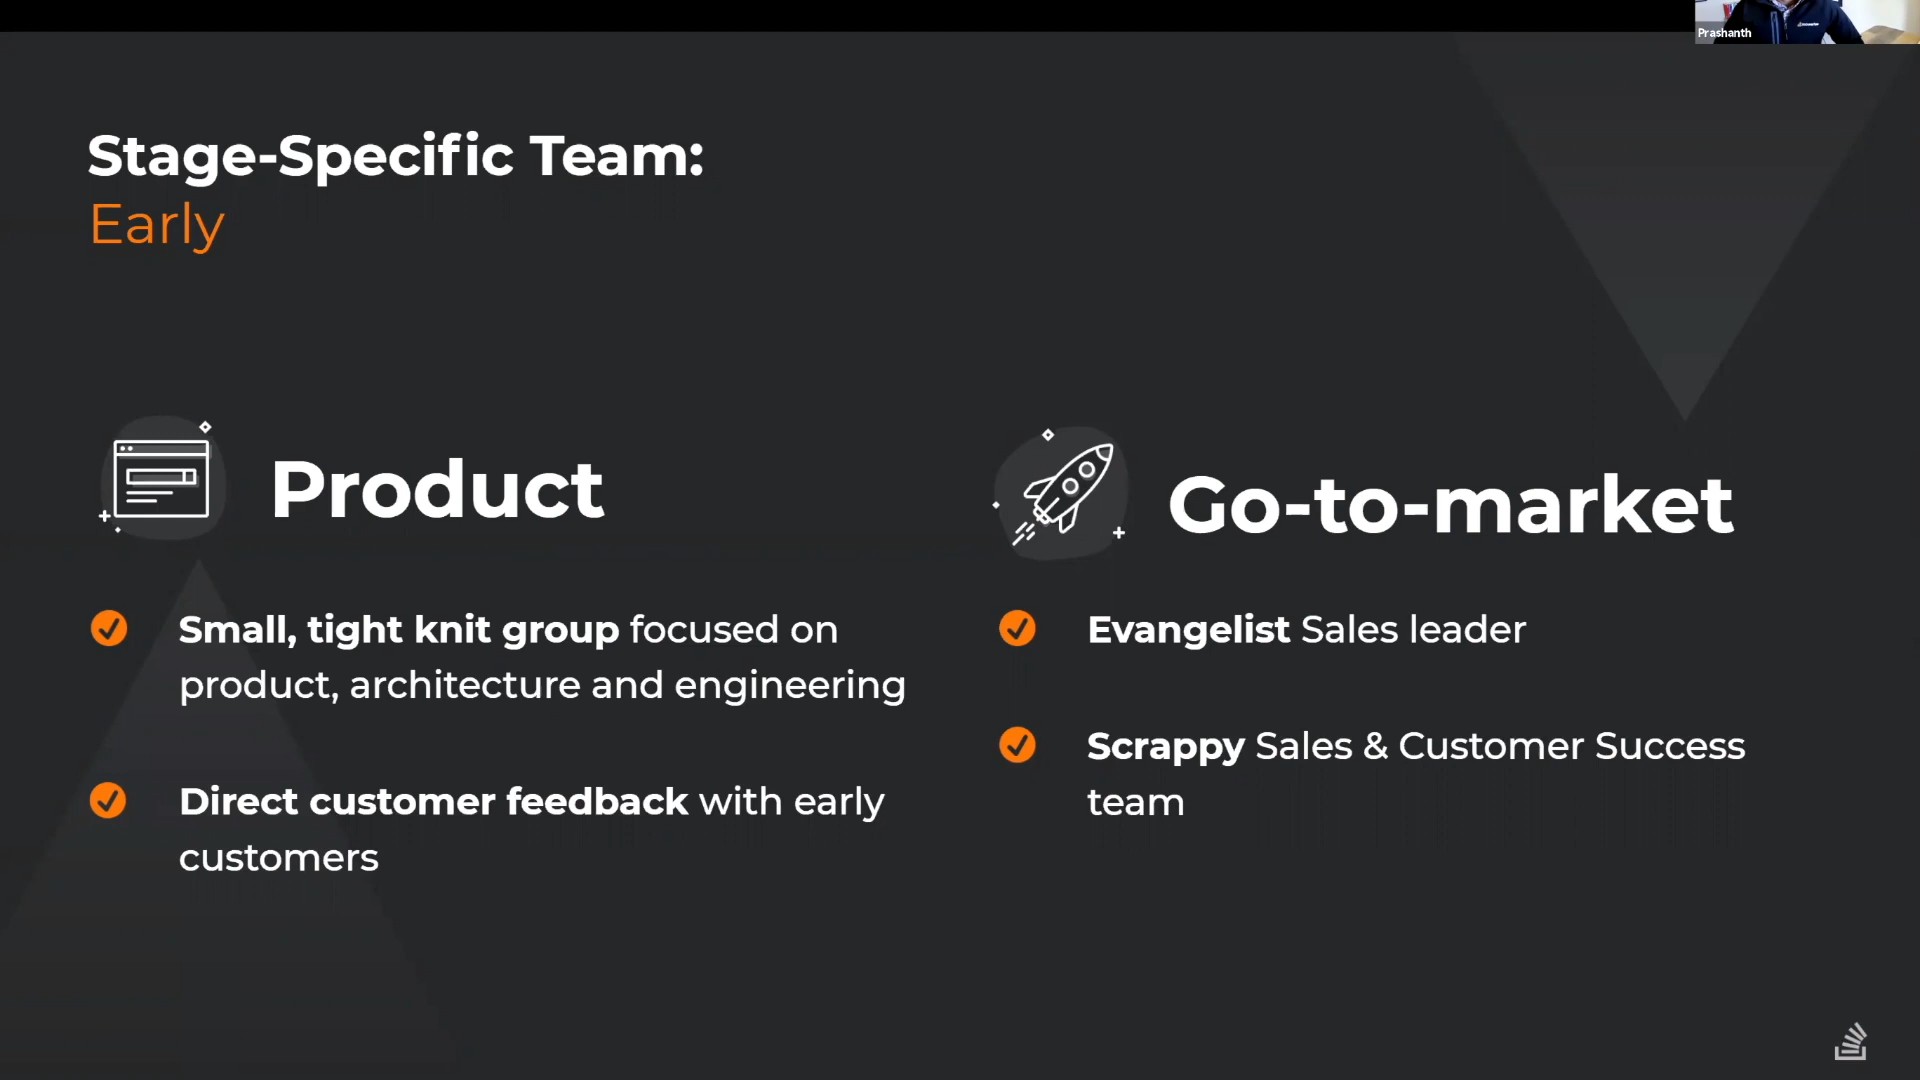 Prashanth
Stage-Specific Team:
Early
Product
Small, tight knit group focused on
product, architecture and engineering
Direct customer feedback with early
customers
Go-to-market
Evangelist Sales leader
Scrappy Sales & Customer Success
team